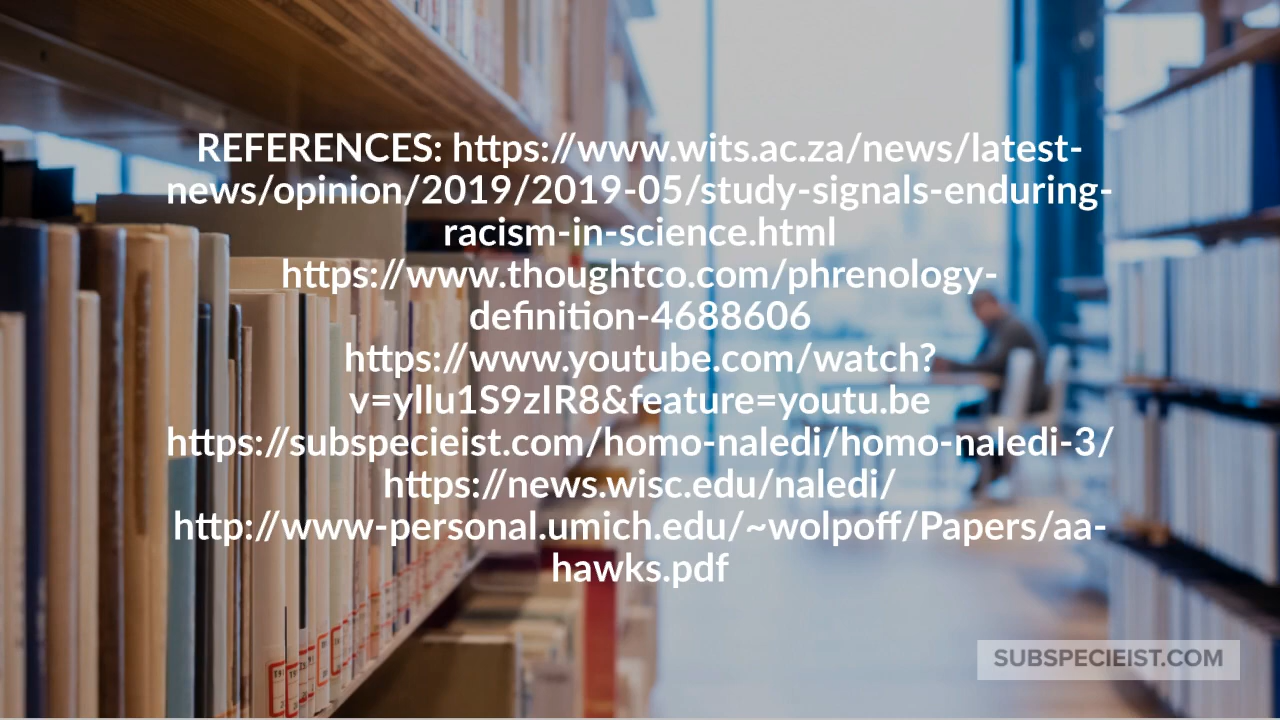 REFERENCES: https://www.wits.ac.za/news/latest-
news/opinion/2019/2019-05/study-signals-enduring-
racism-in-science.html
https://www.thoughtco.com/phrenology-
definition-4688606
https://www.youtube.com/watch?
v=yllu1S9zIR8&feature=youtu.be
https://subspecieist.com/homo-naledi/homo-naledi-3/
https://news.wisc.edu/naledi/
http://www-personal.umich.edu/~wolpoff/Papers/aa-
hawks.pdf
SUBSPECIEIST.COM